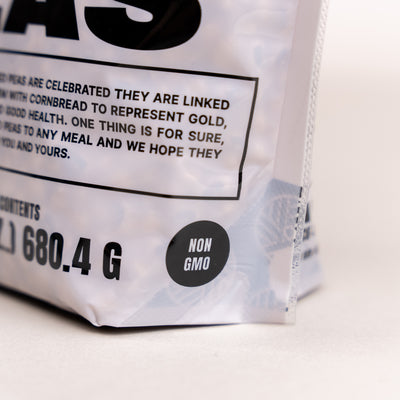 EAS
PEAS ARE CELEBRATED THEY ARE LINKED
WITH CORNBREAD TO REPRESENT GOLD,
GOOD HEALTH. ONE THING IS FOR SURE,
PEAS TO ANY MEAL AND WE HOPE THEY
YOU AND YOURS.
CONTENTS
680.4 G
NON
GMO